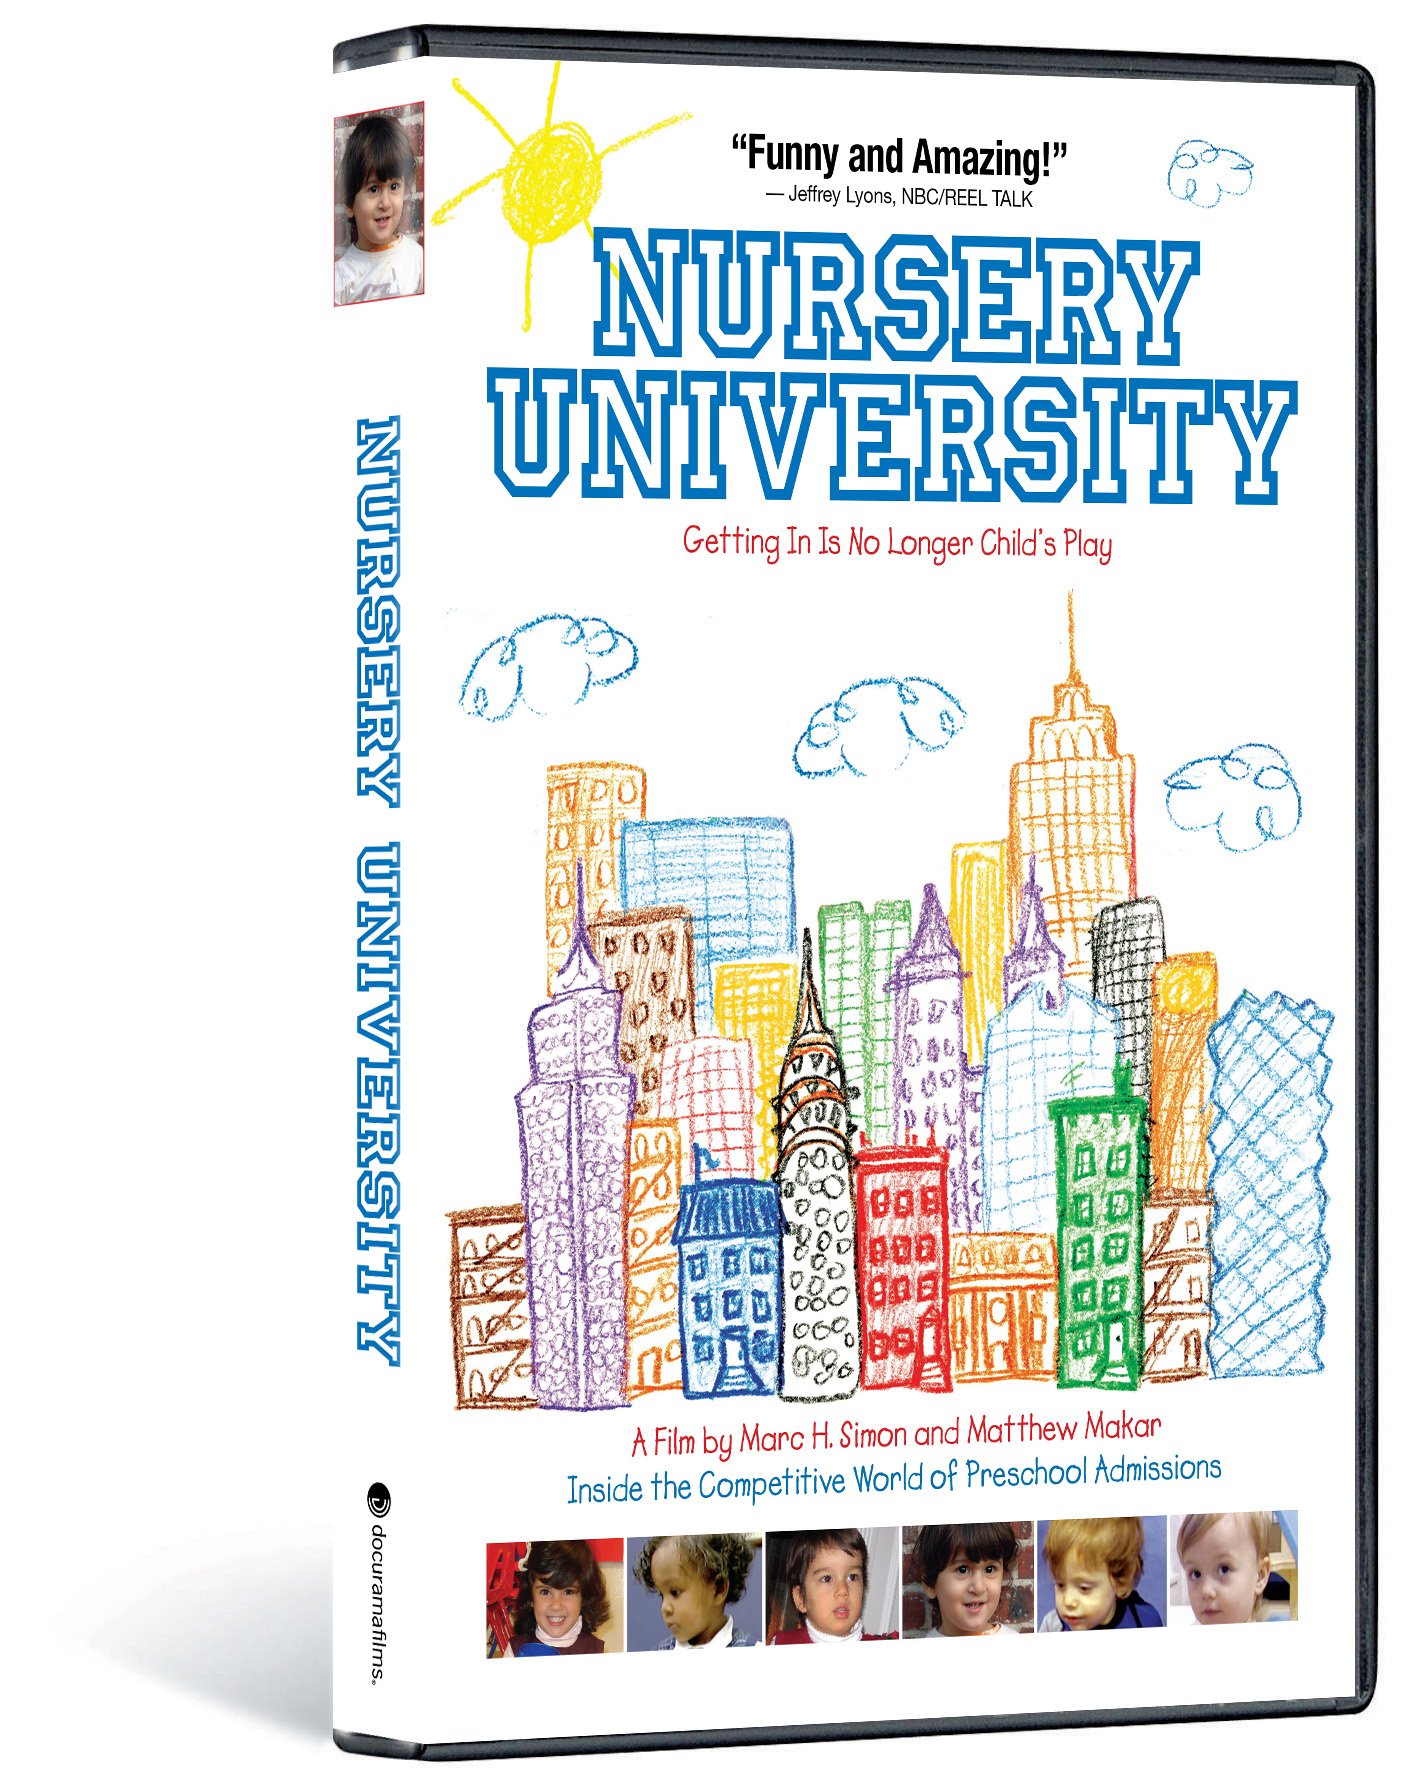 “Funny and Amazing!”
— Jeffrey Lyons, NBC/REEL TALK
NURSERY
UNIVERSITY
Getting In Is No Longer Child's Play
A Film by Marc H. Simon and Matthew Makar
Inside the Competitive World of Preschool Admissions
NURSERY UNIVERSITY
docuramafilms®